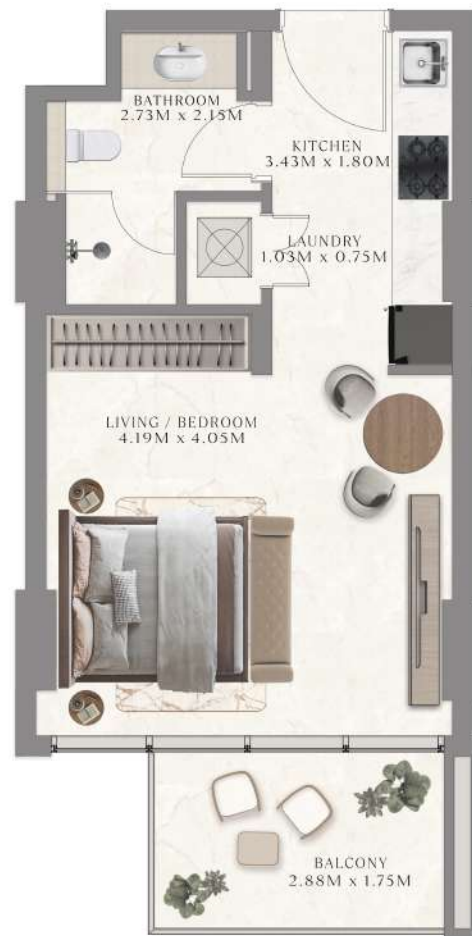 BATHROOM
2.73M x 2.15M
KITCHEN
3.43M x 1.80M
LAUNDRY
1.03M x 0.75M
LIVING / BEDROOM
4.19M x 4.05M
BALCONY
2.88M x 1.75M